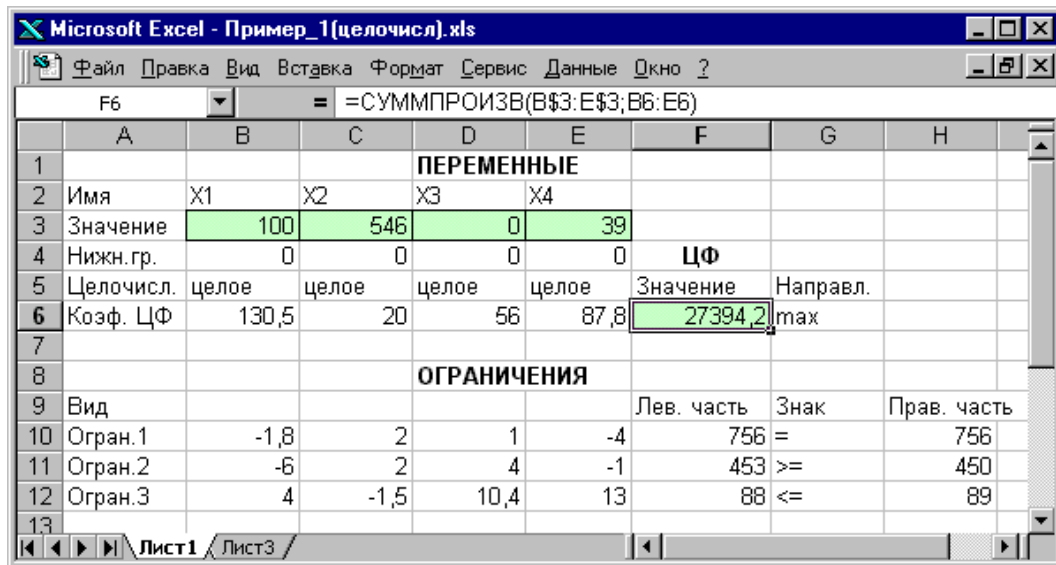 Microsoft Excel - Пример_1(целочисл).xls
Файл Правка Вид Вставка Формат Сервис Данные Окно ?
F6 = =СУММПРОИЗВ(B$3:E$3;B6:E6)
A B C D E F G H
1 ПЕРЕМЕННЫЕ
2 Имя X1 X2 X3 X4
3 Значение 100 546 0 39
4 Нижн.гр. 0 0 0 0 ЦФ
5 Целочисл. целое целое целое целое Значение Направл.
6 Коэф. ЦФ 130,5 20 56 87,8 27394,2 max
7
8 ОГРАНИЧЕНИЯ
9 Вид Лев. часть Знак Прав. часть
10 Огран.1 -1,8 2 1 -4 756 = 756
11 Огран.2 -6 2 4 -1 453 >= 450
12 Огран.3 4 -1,5 10,4 13 88 <= 89
13
Лист1 Лист3